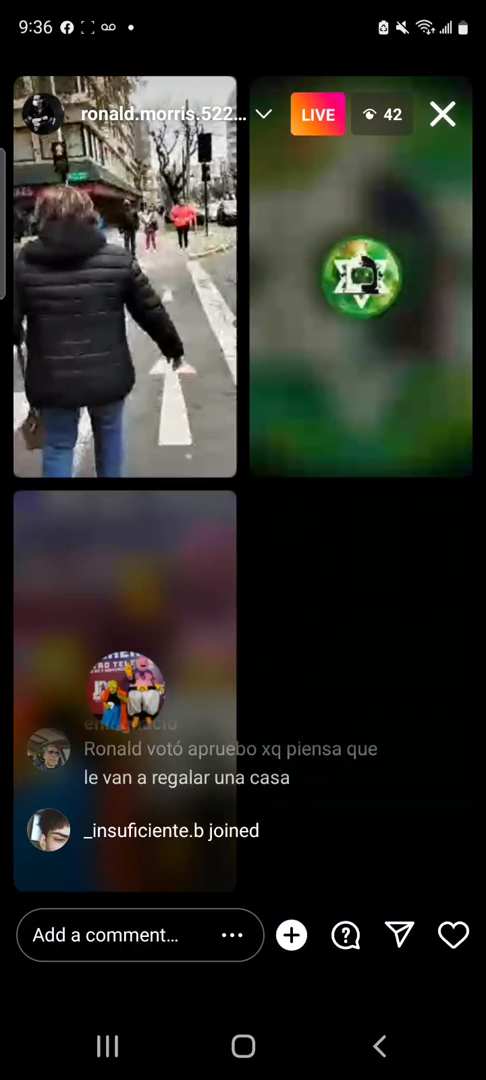 9:36
ronald.morris.522...
LIVE
42
Ronald votó apruebo xq piensa que
le van a regalar una casa
_insuficiente.b joined
Add a comment...